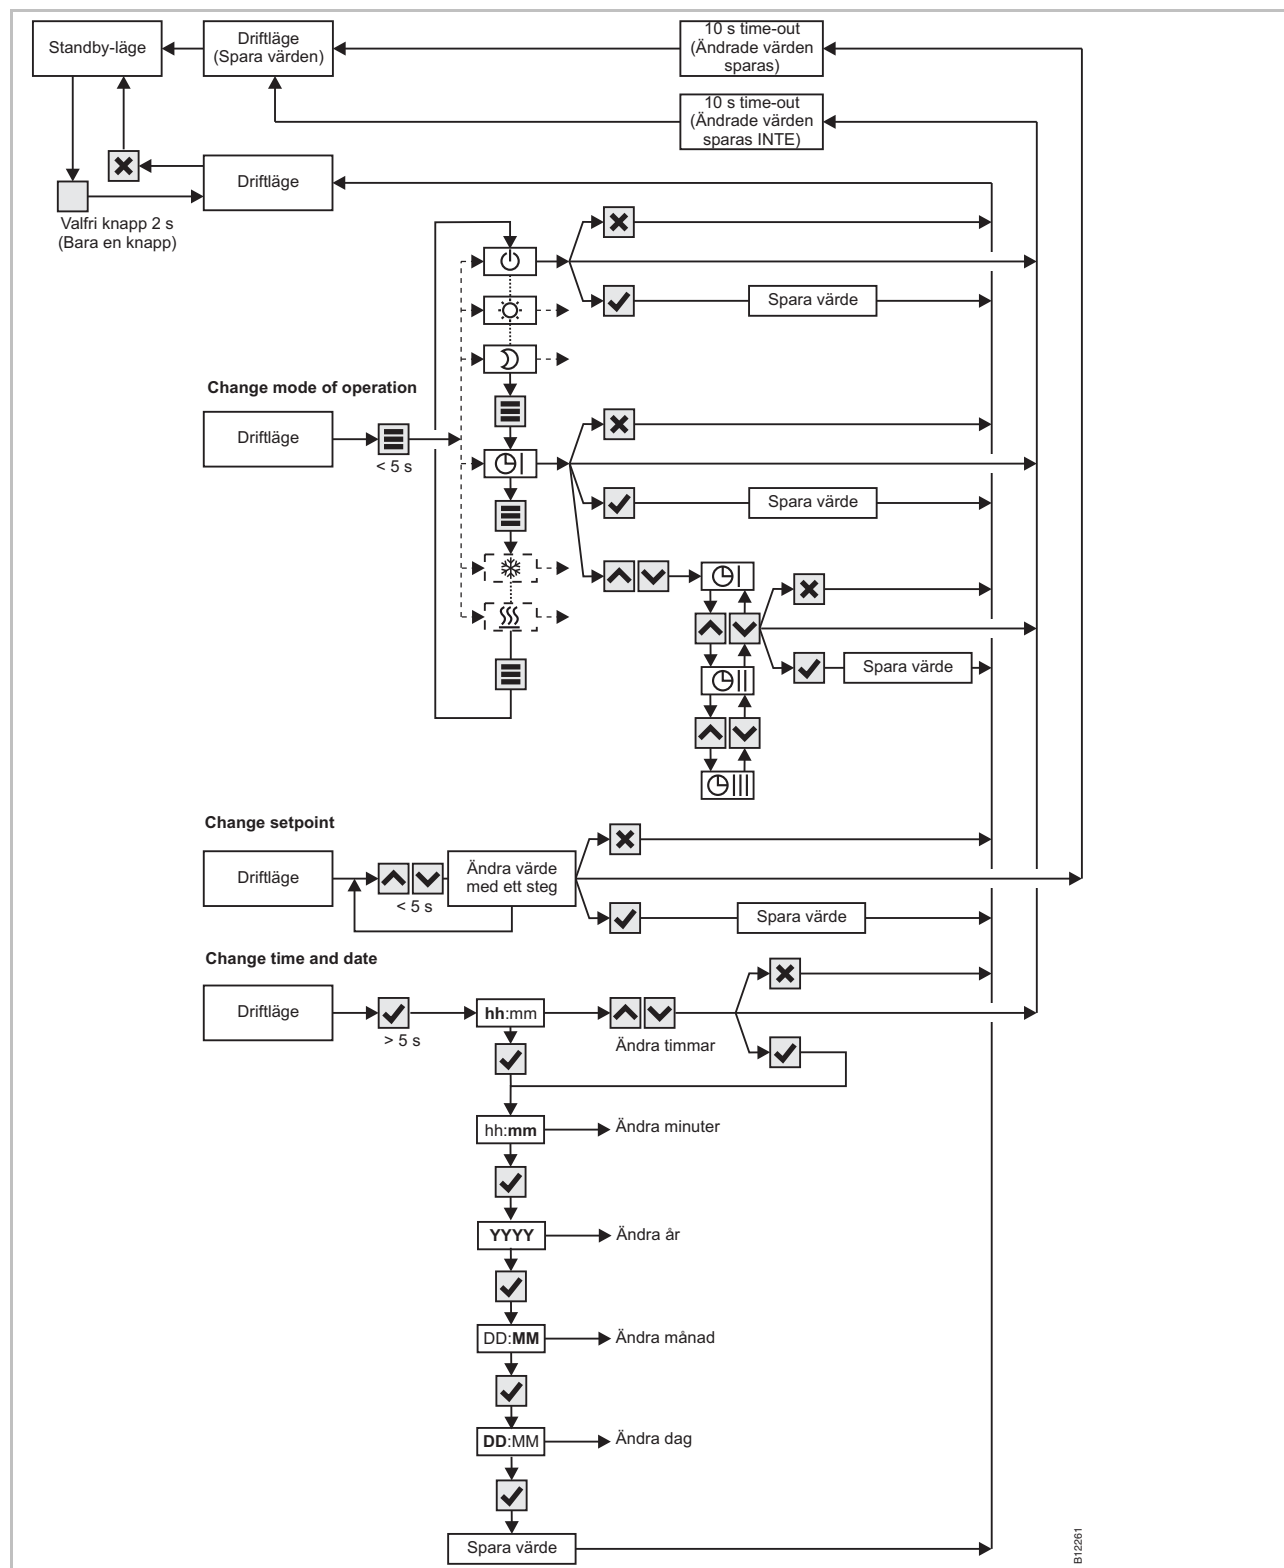 Standby-läge
Driftläge
(Spara värden)
10 s time-out
(Ändrade värden
sparas)
10 s time-out
(Ändrade värden
sparas INTE)
Driftläge
Valfri knapp 2 s
(Bara en knapp)
Spara värde
Change mode of operation
Driftläge
< 5 s
Spara värde
Spara värde
Change setpoint
Driftläge
< 5 s
Ändra värde
med ett steg
Spara värde
Change time and date
Driftläge
> 5 s
hh:mm
Ändra timmar
hh:mm
Ändra minuter
YYYY
Ändra år
DD:MM
Ändra månad
DD:MM
Ändra dag
Spara värde
B12261